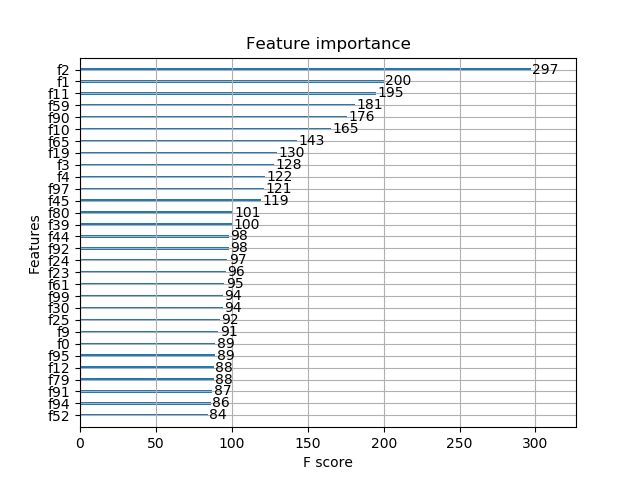 Feature importance
f2 297
f1 200
f11 195
f59 181
f90 176
f10 165
f65 143
f19 130
f3 128
f4 122
f97 121
f45 119
f80 101
f39 100
f44 98
f92 98
f24 97
f23 96
f61 95
f99 94
f30 94
f25 92
f9 91
f0 89
f95 89
f12 88
f79 88
f91 87
f94 86
f52 84
Features
0 50 100 150 200 250 300
F score